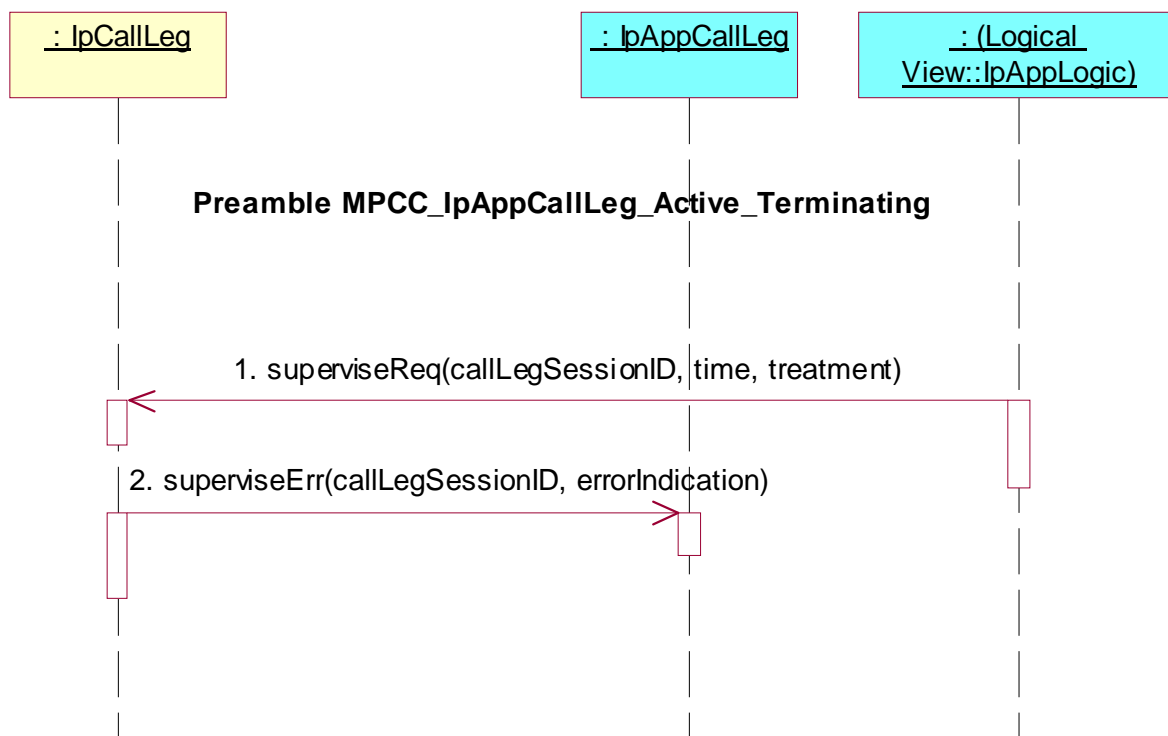 : IpCallLeg
: IpAppCallLeg
: (Logical
View::IpAppLogic)
Preamble MPCC_IpAppCallLeg_Active_Terminating
1. superviseReq(callLegSessionID, time, treatment)
2. superviseErr(callLegSessionID, errorIndication)